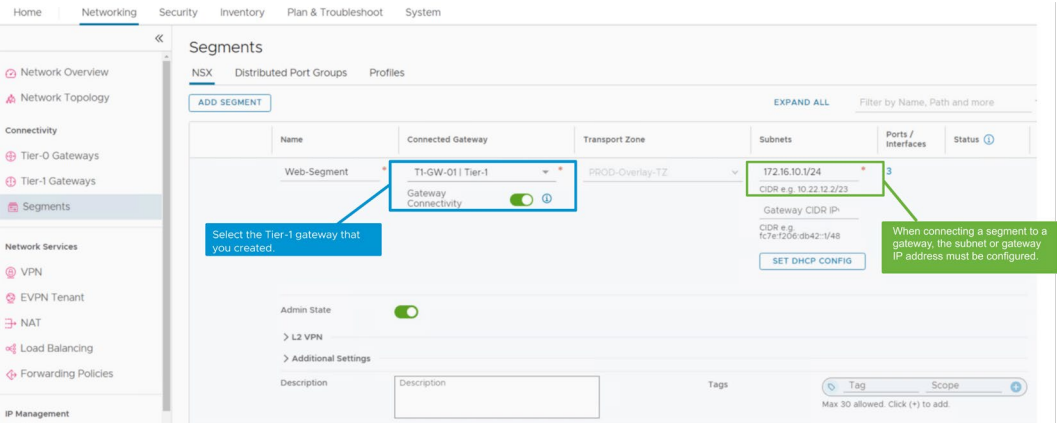 Home
Networking
Security
Inventory
Plan & Troubleshoot
System
«
Network Overview
Network Topology
Connectivity
Tier-0 Gateways
Tier-1 Gateways
Segments
Network Services
VPN
EVPN Tenant
NAT
Load Balancing
Forwarding Policies
IP Management
Segments
NSX
Distributed Port Groups
Profiles
ADD SEGMENT
EXPAND ALL
Filter by Name, Path and more
Name
Connected Gateway
Transport Zone
Subnets
Ports /
Interfaces
Status
Web-Segment *
T1-GW-01 | Tier-1 *
PROD-Overlay-TZ
172.16.10.1/24 *
3
Gateway
Connectivity
CIDR e.g. 10.22.12.2/23
Gateway CIDR IP
CIDR e.g.
fc7e:f206:db42::1/48
SET DHCP CONFIG
Select the Tier-1 gateway that
you created.
When connecting a segment to a
gateway, the subnet or gateway
IP address must be configured.
Admin State
> L2 VPN
> Additional Settings
Description
Description
Tags
Tag
Scope
Max 30 allowed. Click (+) to add.